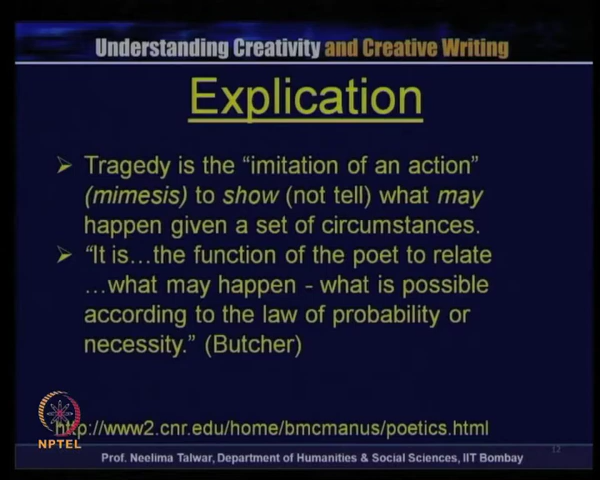 Understanding Creativity and Creative Writing
Explication
➢ Tragedy is the “imitation of an action”
(mimesis) to show (not tell) what may
happen given a set of circumstances.
➢ “It is…the function of the poet to relate
…what may happen - what is possible
according to the law of probability or
necessity.” (Butcher)
http://www2.cnr.edu/home/bmcmanus/poetics.html
NPTEL
12
Prof. Neelima Talwar, Department of Humanities & Social Sciences, IIT Bombay